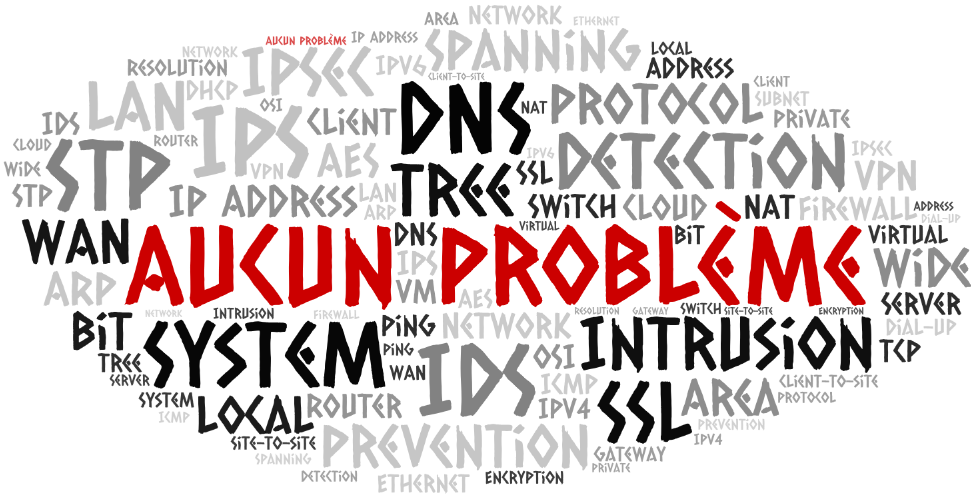 AREA NETWORK ETHERNET
AUCUN PROBLÈME IP ADDRESS SPANNING LOCAL
NETWORK IPSEC IPV6 ADDRESS
RESOLUTION CLIENT-TO-SITE CLIENT
LAN DHCP OSI DNS NAT PROTOCOL SUBNET
IDS IPS CLIENT PRIVATE
CLOUD ROUTER IPV6 DETECTION IPSEC
WIDE STP VPN AES TREE SSL VPN
STP IP ADDRESS LAN SWITCH CLOUD NAT FIREWALL ADDRESS
ARP VIRTUAL DIAL-UP
WAN AUCUN DNS PROBLÈME BIT VIRTUAL
IPS WIDE
ARP VM AES SERVER
NETWORK INTRUSION FIREWALL RESOLUTION GATEWAY SWITCH SITE-TO-SITE ENCRYPTION
BIT SYSTEM PING NETWORK INTRUSION DIAL-UP
TREE PING IDS OSI TCP
SERVER WAN ICMP SSL AREA CLIENT-TO-SITE
SYSTEM LOCAL ROUTER IPV4 PROTOCOL
ICMP PREVENTION
SITE-TO-SITE PREVENTION IPV4
SPANNING GATEWAY
DETECTION ETHERNET ENCRYPTION PRIVATE